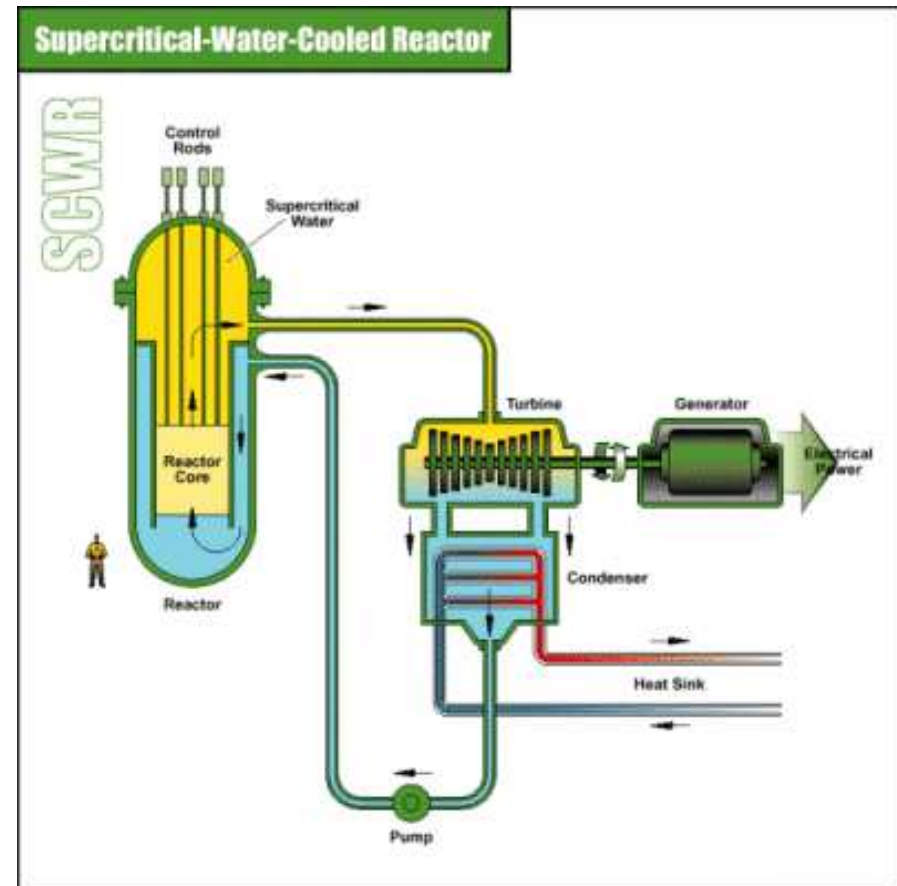 Supercritical-Water-Cooled Reactor
SCWR
Control
Rods
Supercritical
Water
Turbine
Generator
Electrical
Power
Reactor
Core
Condenser
Reactor
Heat Sink
Pump